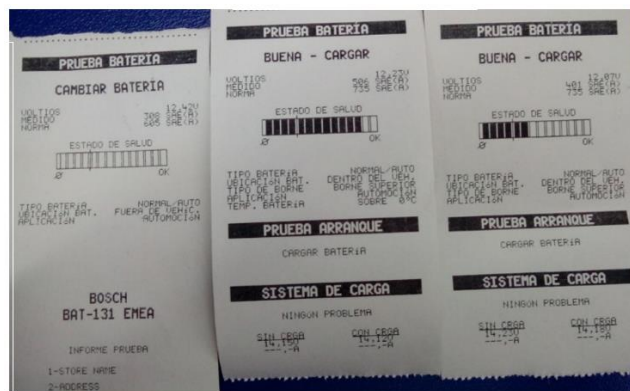 PRUEBA BATERÍA
CAMBIAR BATERÍA
VOLTIOS 12,42V
MEDIDO 708 SAE(A)
NORMA 605 SAE(A)
ESTADO DE SALUD
0 OK
TIPO BATERíA NORMAL/AUTO
UBICACIóN BAT. FUERA DE VEHIC.
APLICACIóN AUTOMOCIóN
BOSCH
BAT-131 EMEA
INFORME PRUEBA
1-STORE NAME
2-ADDRESS
PRUEBA BATERÍA
BUENA - CARGAR
VOLTIOS 12,23V
MEDIDO 506 SAE(A)
NORMA 735 SAE(A)
ESTADO DE SALUD
0 OK
TIPO BATERíA NORMAL/AUTO
UBICACIóN BAT. DENTRO DEL VEH.
TIPO DE BORNE BORNE SUPERIOR
APLICACIóN AUTOMOCIóN
TEMP. BATERíA SOBRE 0ºC
PRUEBA ARRANQUE
CARGAR BATERíA
SISTEMA DE CARGA
NINGúN PROBLEMA
SIN CRGA CON CRGA
14,15V 14,12V
---,-A ---,-A
PRUEBA BATERÍA
BUENA - CARGAR
VOLTIOS 12,07V
MEDIDO 401 SAE(A)
NORMA 735 SAE(A)
ESTADO DE SALUD
0 OK
TIPO BATERíA NORMAL/AUTO
UBICACIóN BAT. DENTRO DEL VEH.
TIPO DE BORNE BORNE SUPERIOR
APLICACIóN AUTOMOCIóN
PRUEBA ARRANQUE
CARGAR BATERíA
SISTEMA DE CARGA
NINGúN PROBLEMA
SIN CRGA CON CRGA
14,23V 14,18V
---,-A ---,-A